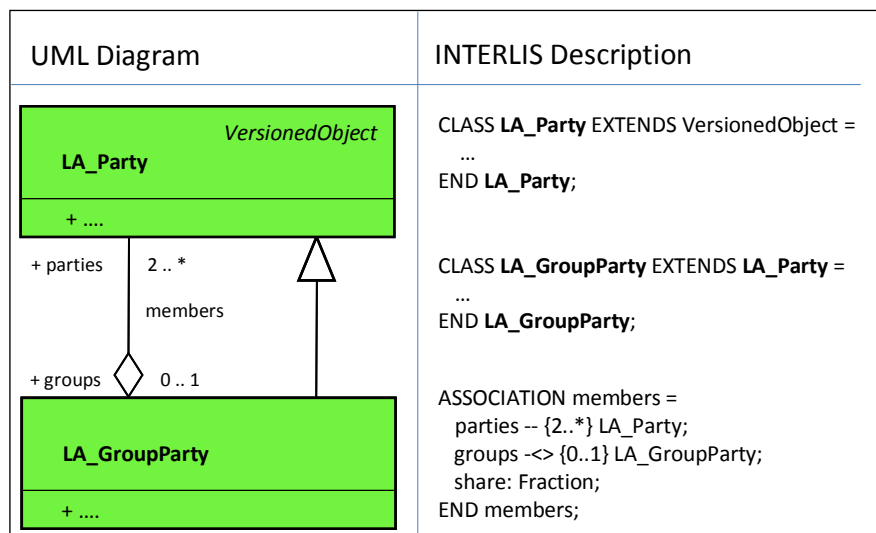 UML Diagram
INTERLIS Description
VersionedObject
LA_Party
+ ....
+ parties
2 .. *
members
+ groups
0 .. 1
LA_GroupParty
+ ....
CLASS LA_Party EXTENDS VersionedObject =
...
END LA_Party;
CLASS LA_GroupParty EXTENDS LA_Party =
...
END LA_GroupParty;
ASSOCIATION members =
parties -- {2..*} LA_Party;
groups -<> {0..1} LA_GroupParty;
share: Fraction;
END members;